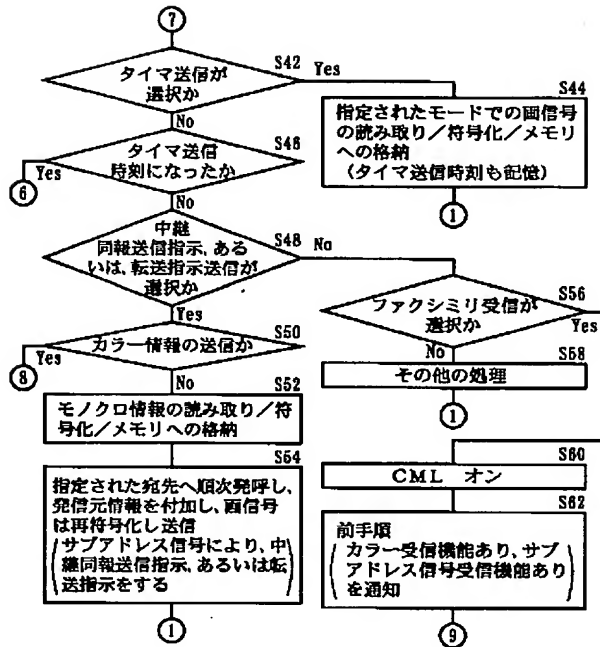 7
S42
タイマ送信が
選択か
Yes
No
S44
指定されたモードでの画信号
の読み取り／符号化／メモリ
への格納
（タイマ送信時刻も記憶）
1
S46
タイマ送信
時刻になったか
Yes
6
No
S48
中継
同報送信指示、ある
いは、転送指示送信が
選択か
No
Yes
S50
カラー情報の送信か
Yes
8
No
S52
モノクロ情報の読み取り／符
号化／メモリへの格納
S54
指定された宛先へ順次発呼し、
発信元情報を付加し、画信号
は再符号化し送信
（サブアドレス信号により、中
継同報送信指示、あるいは転
送指示をする）
1
S56
ファクシミリ受信が
選択か
Yes
No
S58
その他の処理
1
S60
CML オン
S62
前手順
（カラー受信機能あり、サブ
アドレス信号受信機能あり）
を通知
9